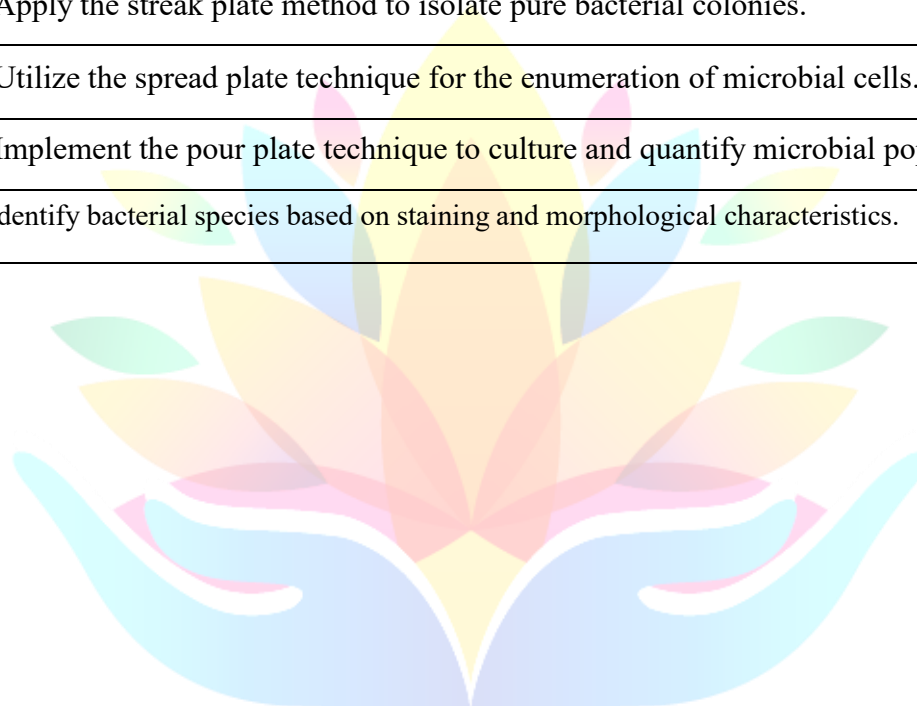 Apply the streak plate method to isolate pure bacterial colonies.
Utilize the spread plate technique for the enumeration of microbial cells.
Implement the pour plate technique to culture and quantify microbial
dentify bacterial species based on staining and morphological characteristics.